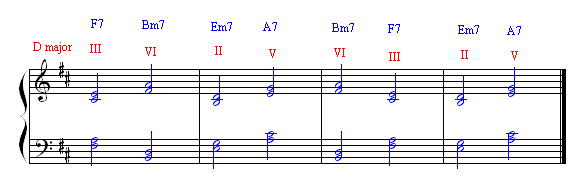 F7 Bm7 Em7 A7 Bm7 F7 Em7 A7
D major III VI II V VI III II V